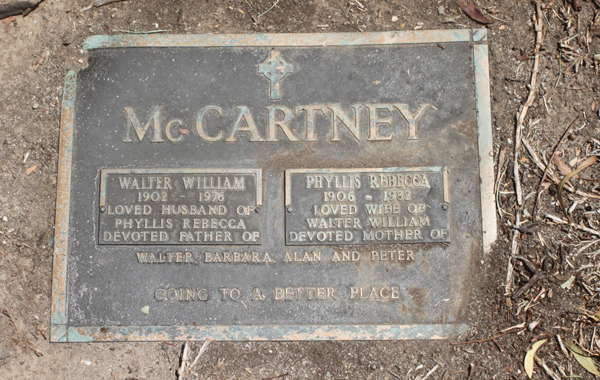 McCARTNEY
WALTER WILLIAM
1902 - 1976
LOVED HUSBAND OF
PHYLLIS REBECCA
DEVOTED FATHER OF
PHYLLIS REBECCA
1906 - 1982
LOVED WIFE OF
WALTER WILLIAM
DEVOTED MOTHER OF
WALTER, BARBARA, ALAN AND PETER
GOING TO A BETTER PLACE